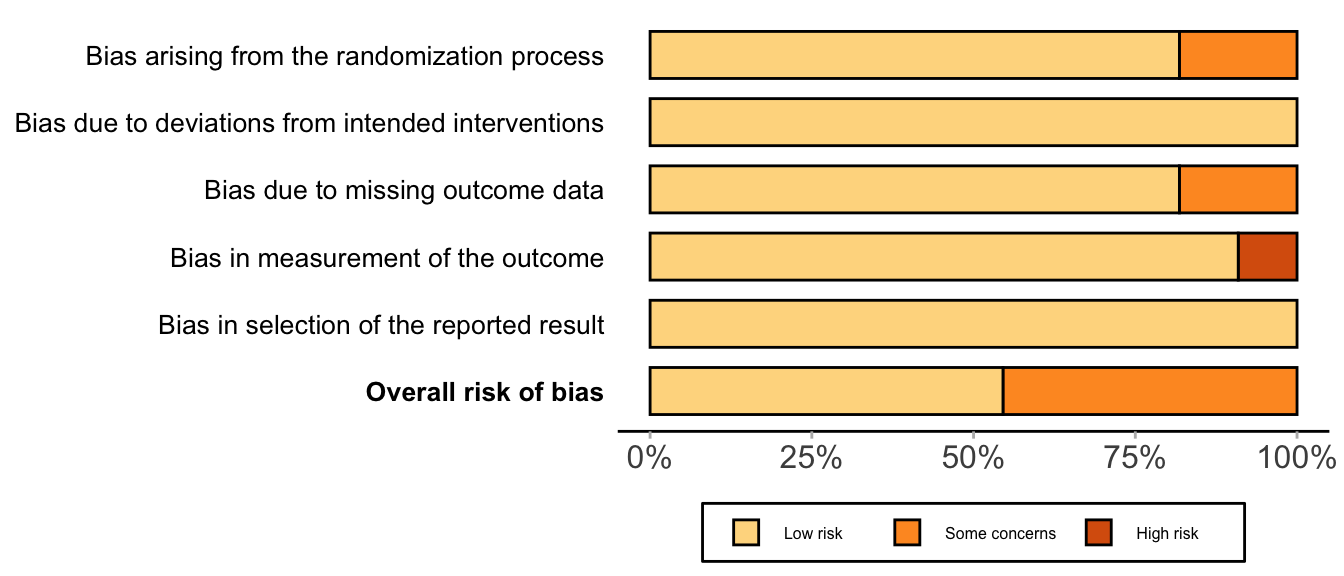 Bias arising from the randomization process
Bias due to deviations from intended interventions
Bias due to missing outcome data
Bias in measurement of the outcome
Bias in selection of the reported result
Overall risk of bias
0% 25% 50% 75% 100%
Low risk Some concerns High risk